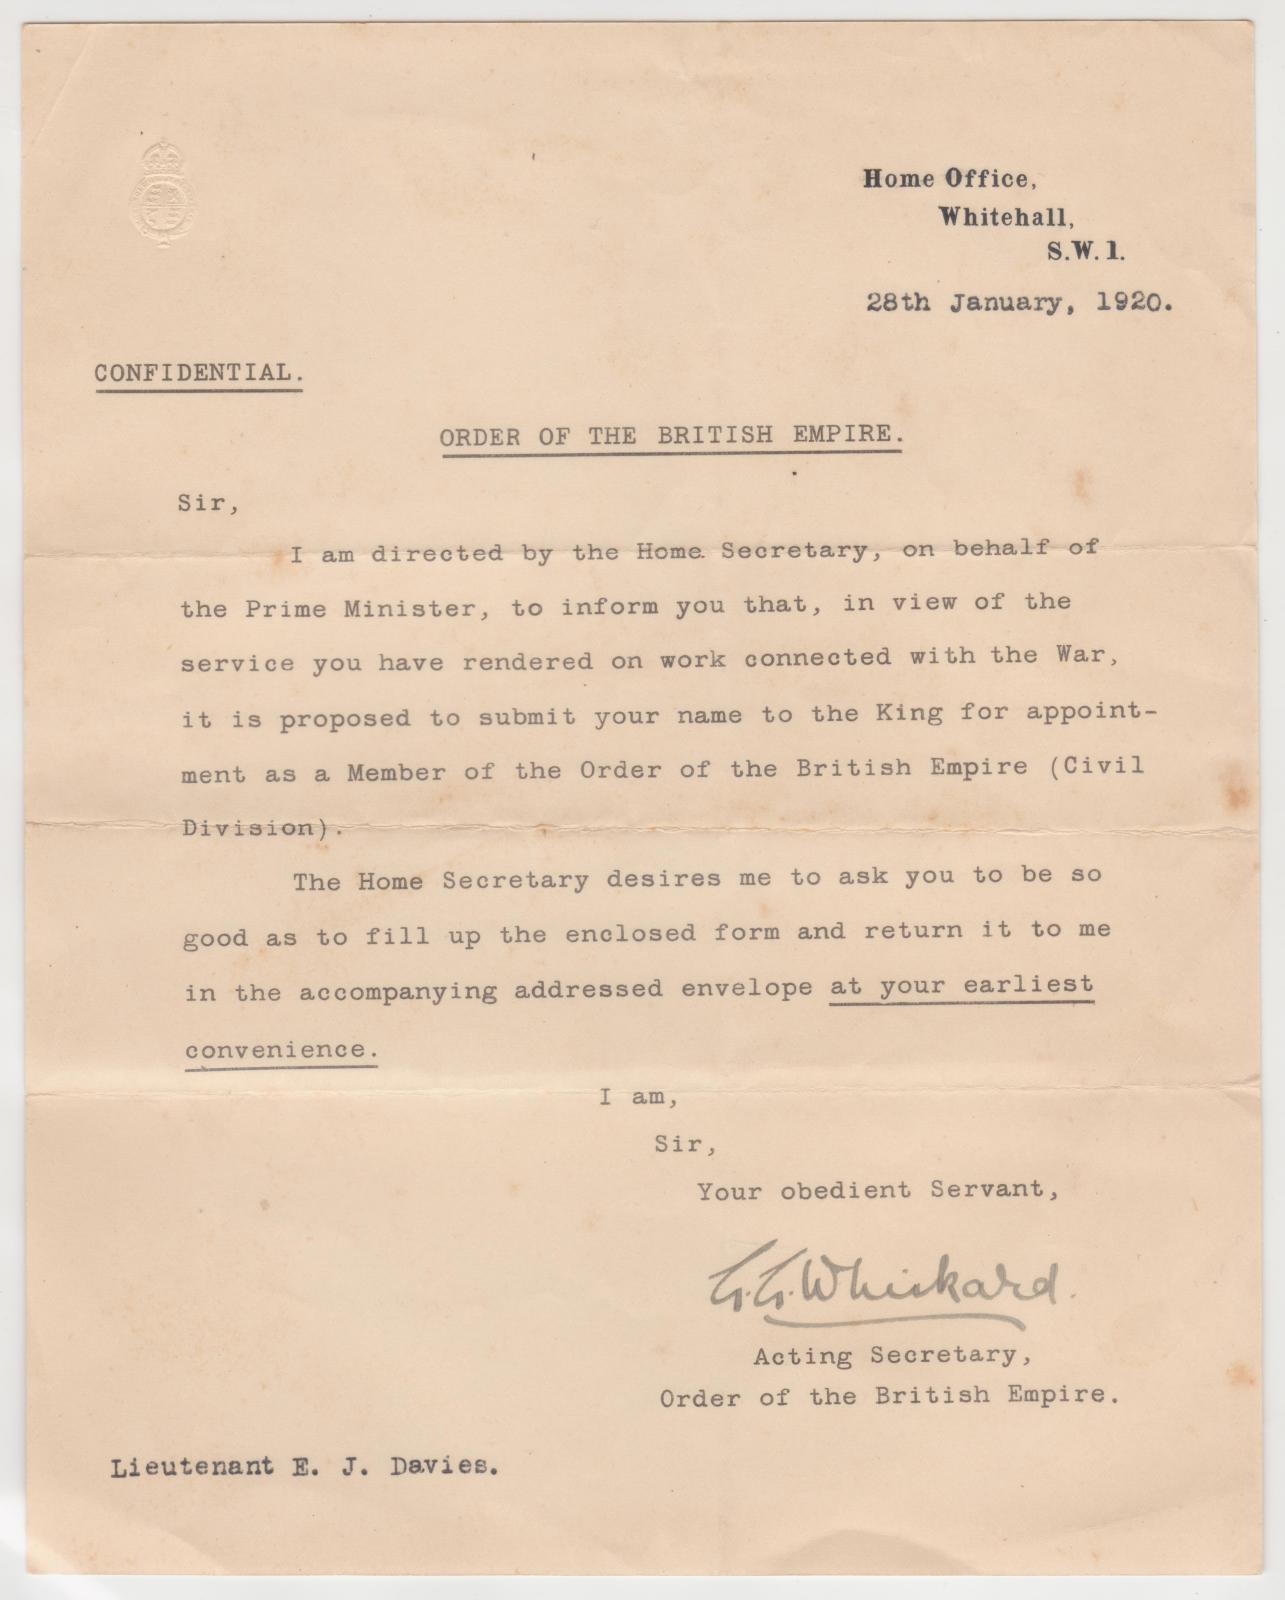 Home Office,
Whitehall,
S.W.1.
28th January, 1920.
CONFIDENTIAL.
ORDER OF THE BRITISH EMPIRE.
Sir,
I am directed by the Home Secretary, on behalf of
the Prime Minister, to inform you that, in view of the
service you have rendered on work connected with the War,
it is proposed to submit your name to the King for appoint-
ment as a Member of the Order of the British Empire (Civil
Division).
The Home Secretary desires me to ask you to be so
good as to fill up the enclosed form and return it to me
in the accompanying addressed envelope at your earliest
convenience.
I am,
Sir,
Your obedient Servant,
G.G. Whiskard.
Acting Secretary,
Order of the British Empire.
Lieutenant E. J. Davies.